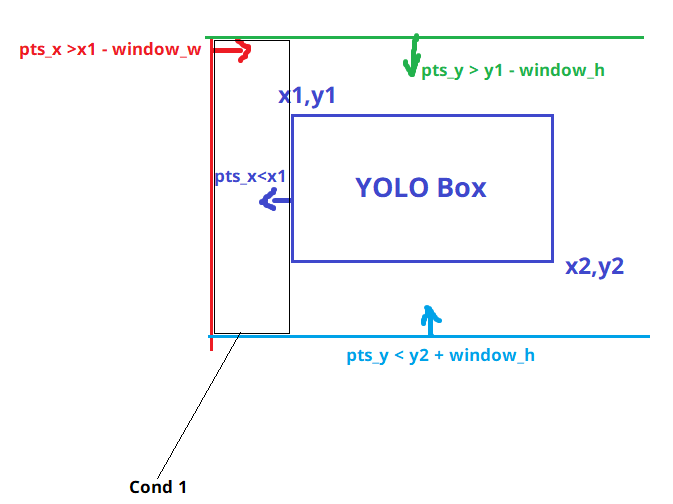 pts_x >x1 - window_w
pts_y > y1 - window_h
x1,y1
pts_x<x1
YOLO Box
x2,y2
pts_y < y2 + window_h
Cond 1